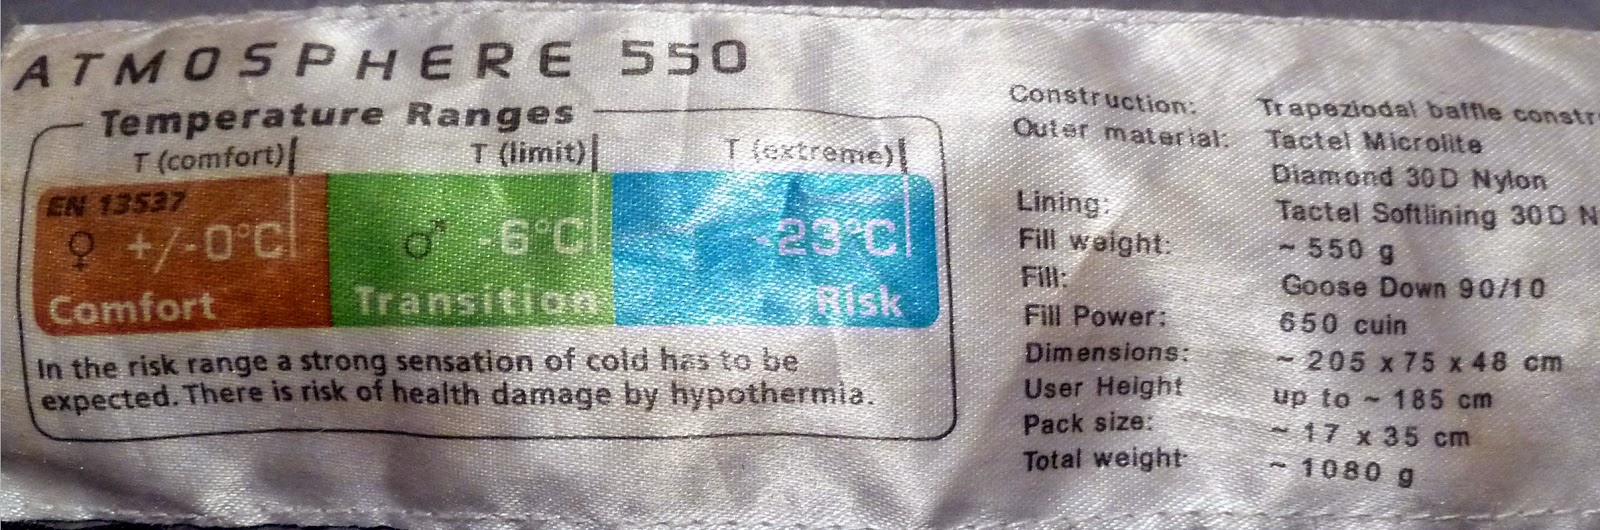 ATMOSPHERE 550
Temperature Ranges
T (comfort) T (limit) T (extreme)
EN 13537
♀ +/-0°C ♂ -6°C -23°C
Comfort Transition Risk
In the risk range a strong sensation of cold has to be
expected. There is risk of health damage by hypothermia.
Construction: Trapeziodal baffle constr
Outer material: Tactel Microlite
Diamond 30D Nylon
Lining: Tactel Softlining 30D N
Fill weight: ~ 550 g
Fill: Goose Down 90/10
Fill Power: 650 cuin
Dimensions: ~ 205 x 75 x 48 cm
User Height up to ~ 185 cm
Pack size: ~ 17 x 35 cm
Total weight ~ 1080 g